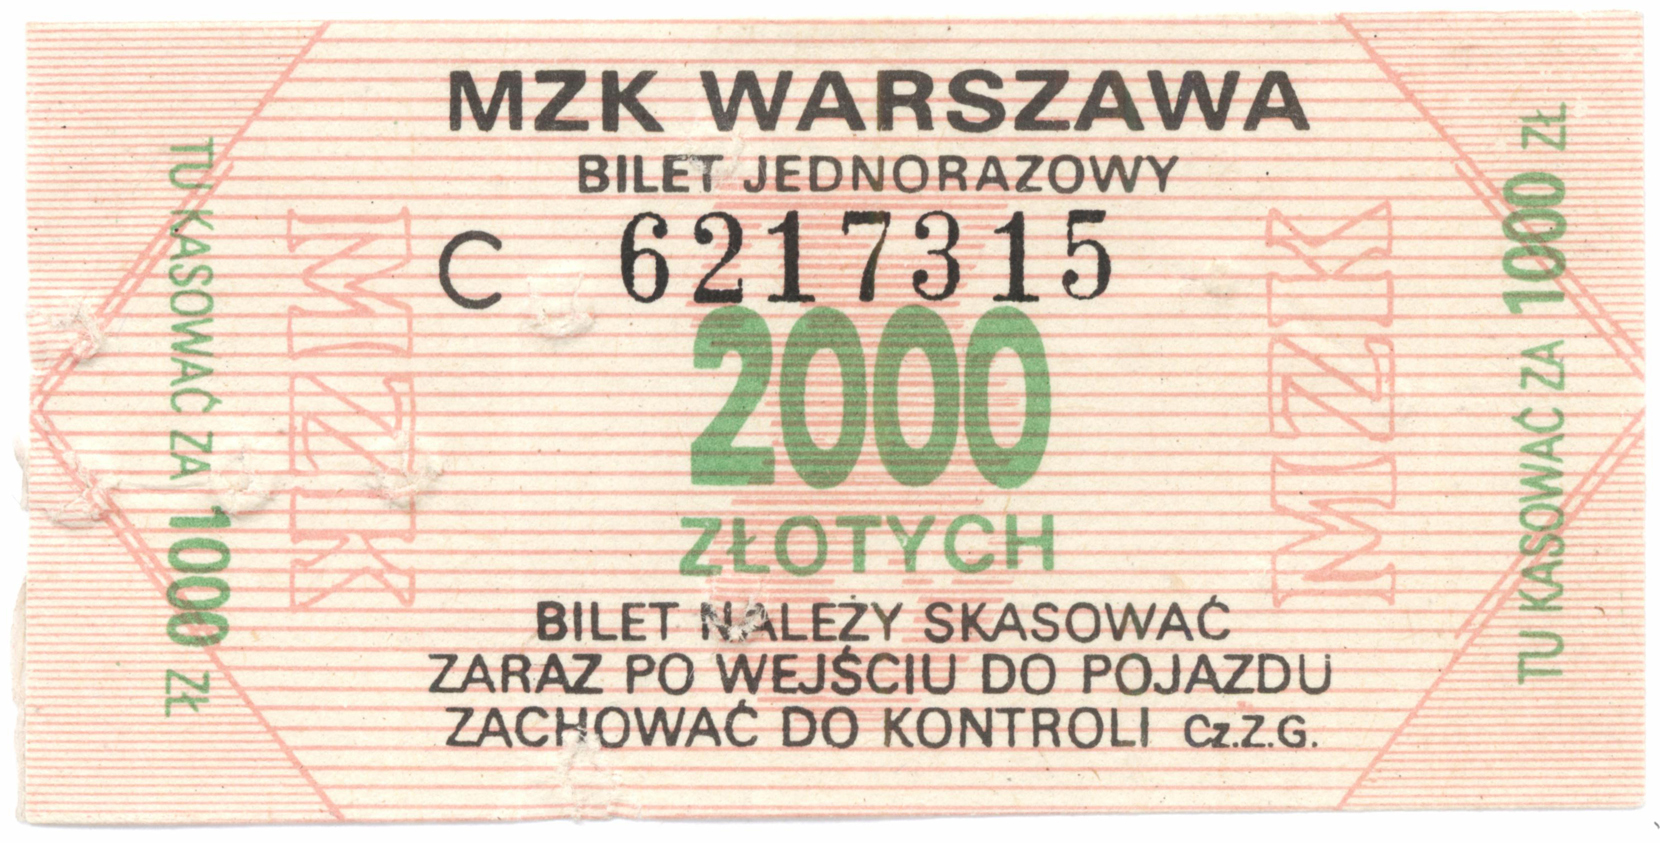 MZK WARSZAWA
BILET JEDNORAZOWY
C 6217315
2000
ZŁOTYCH
BILET NALEŻY SKASOWAĆ
ZARAZ PO WEJŚCIU DO POJAZDU
ZACHOWAĆ DO KONTROLI Cz.Z.G.
TU KASOWAĆ ZA 1000 ZŁ
MZK
MZK
TU KASOWAĆ ZA 1000 ZŁ